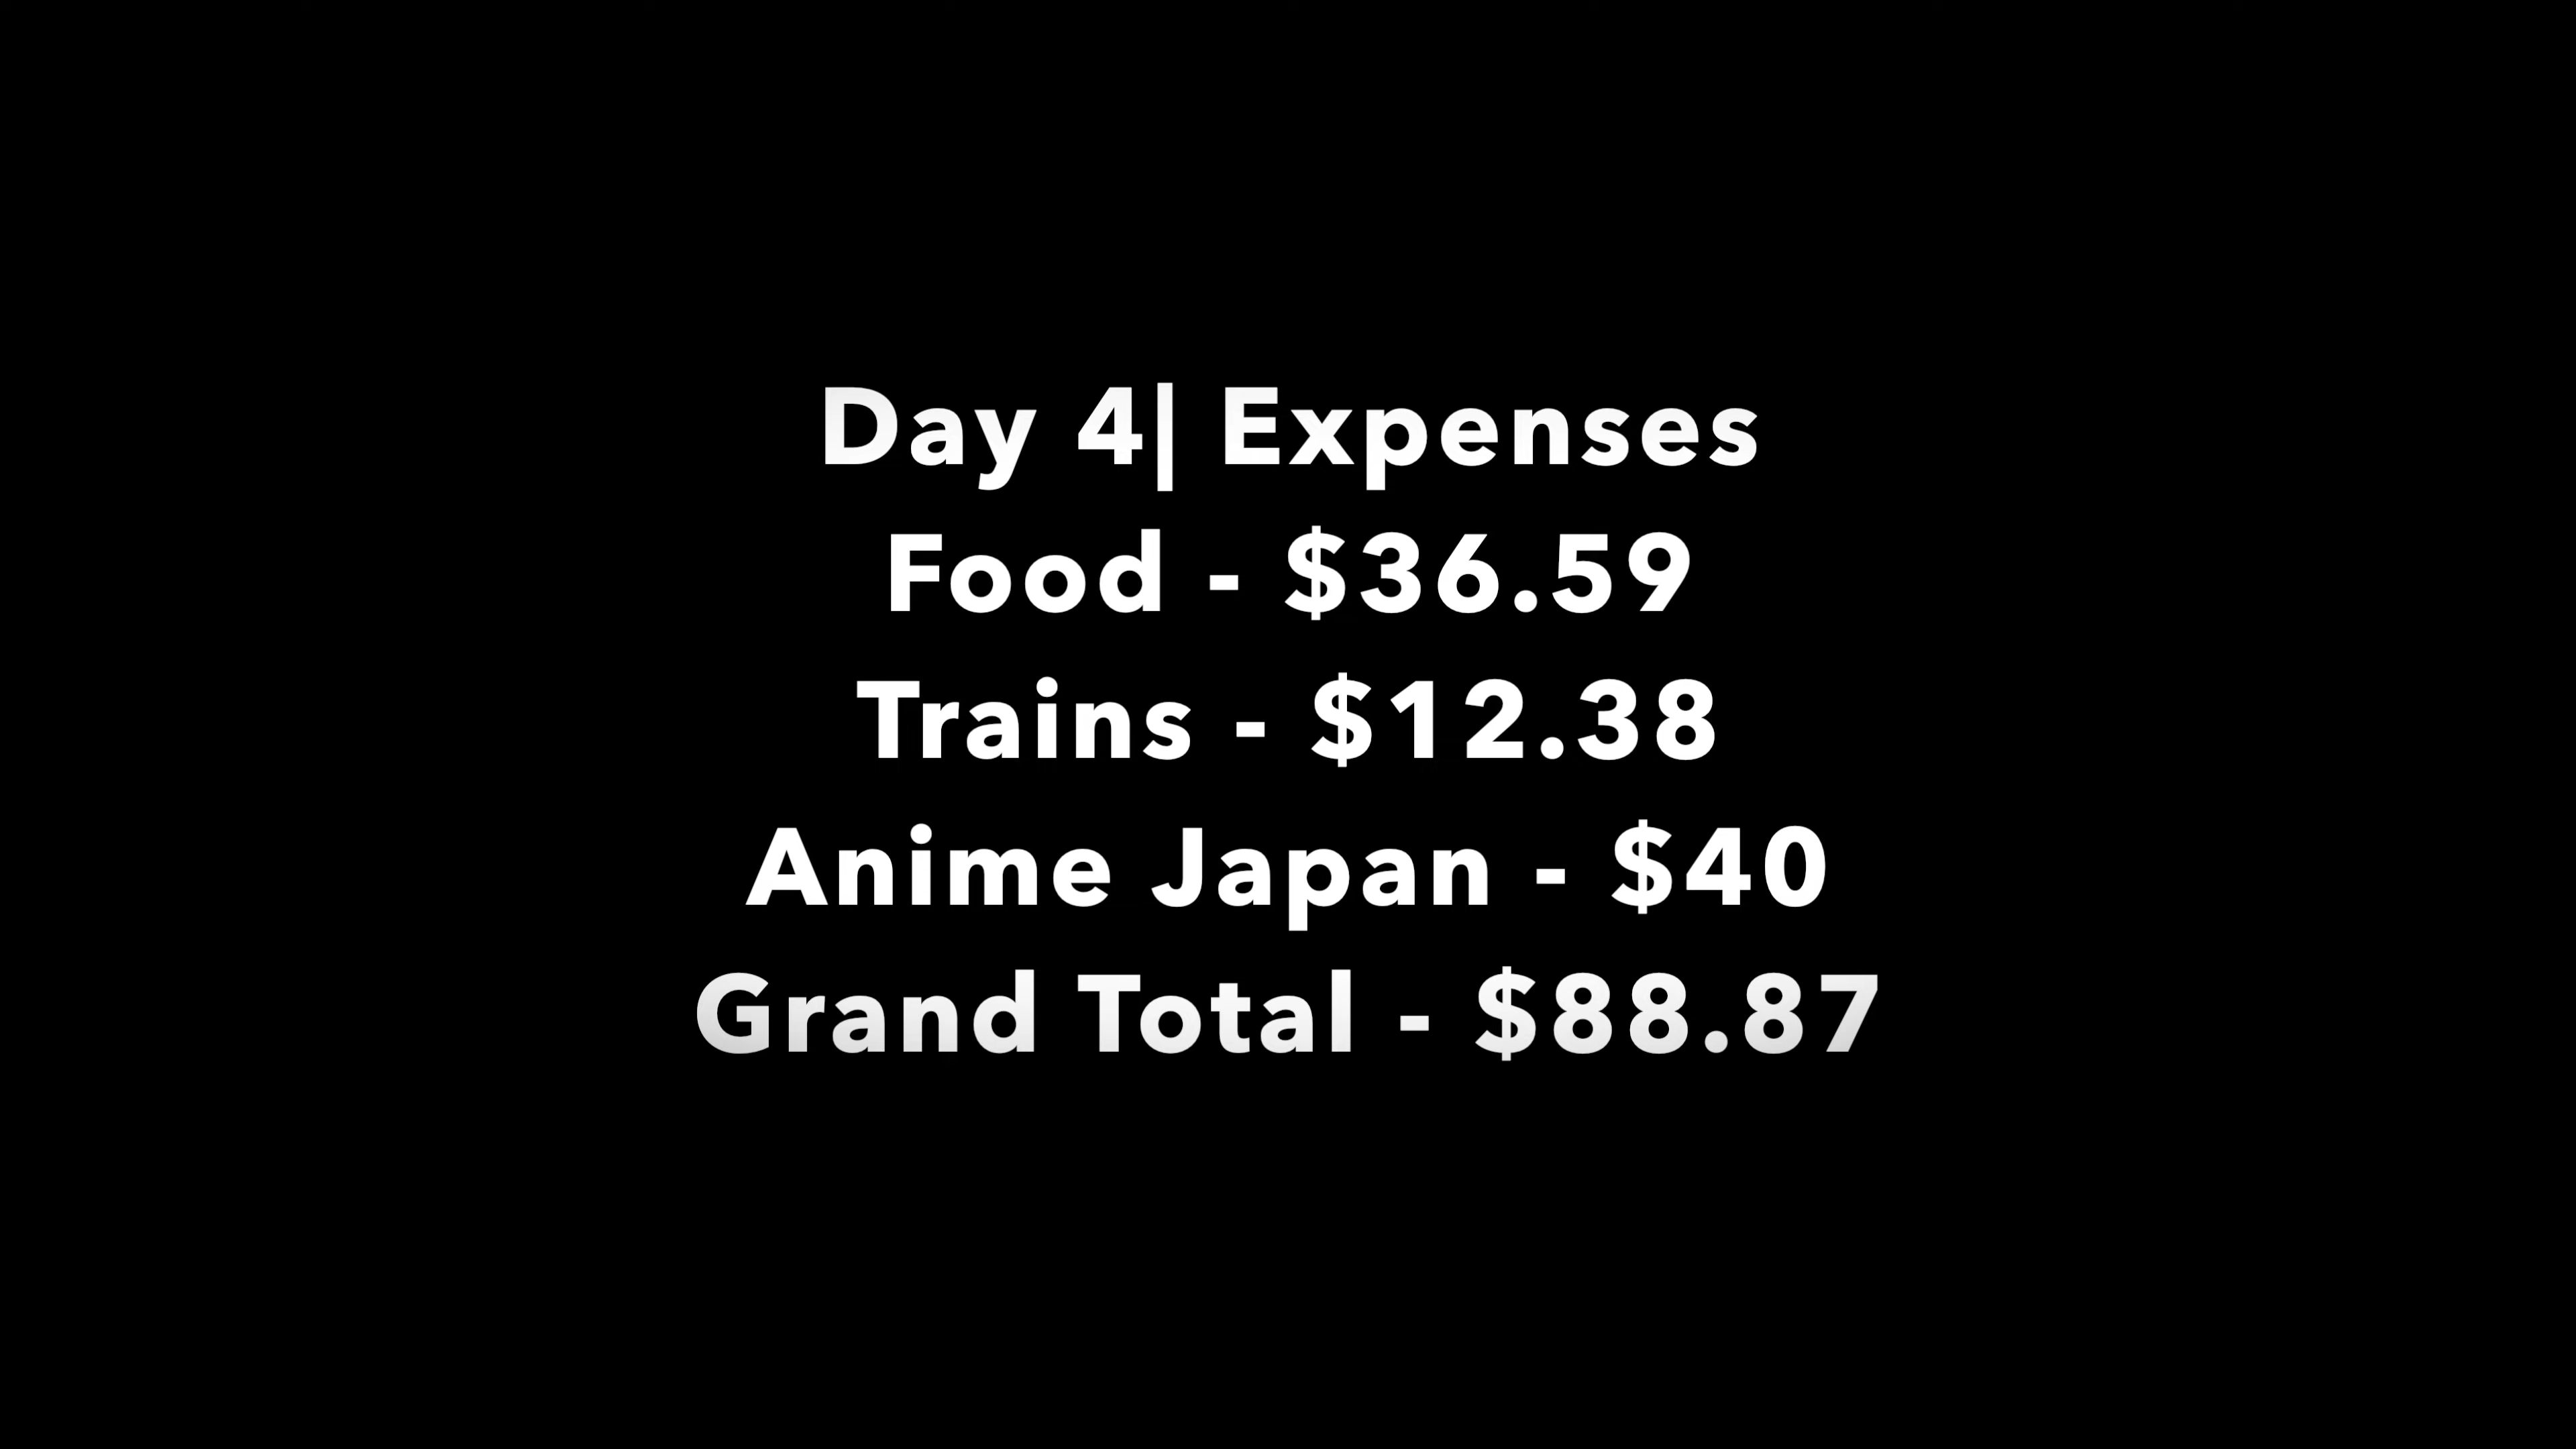 Day 4| Expenses
Food - $36.59
Trains - $12.38
Anime Japan - $40
Grand Total - $88.87